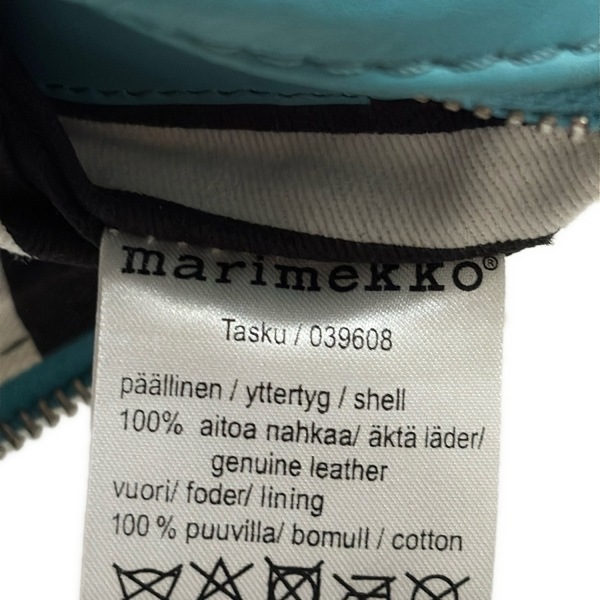 marimekko®
Tasku / 039608
päällinen / yttertyg / shell
100% aitoa nahkaa/ äktä läder/
genuine leather
vuori/ foder/ lining
100 % puuvilla/ bomull / cotton